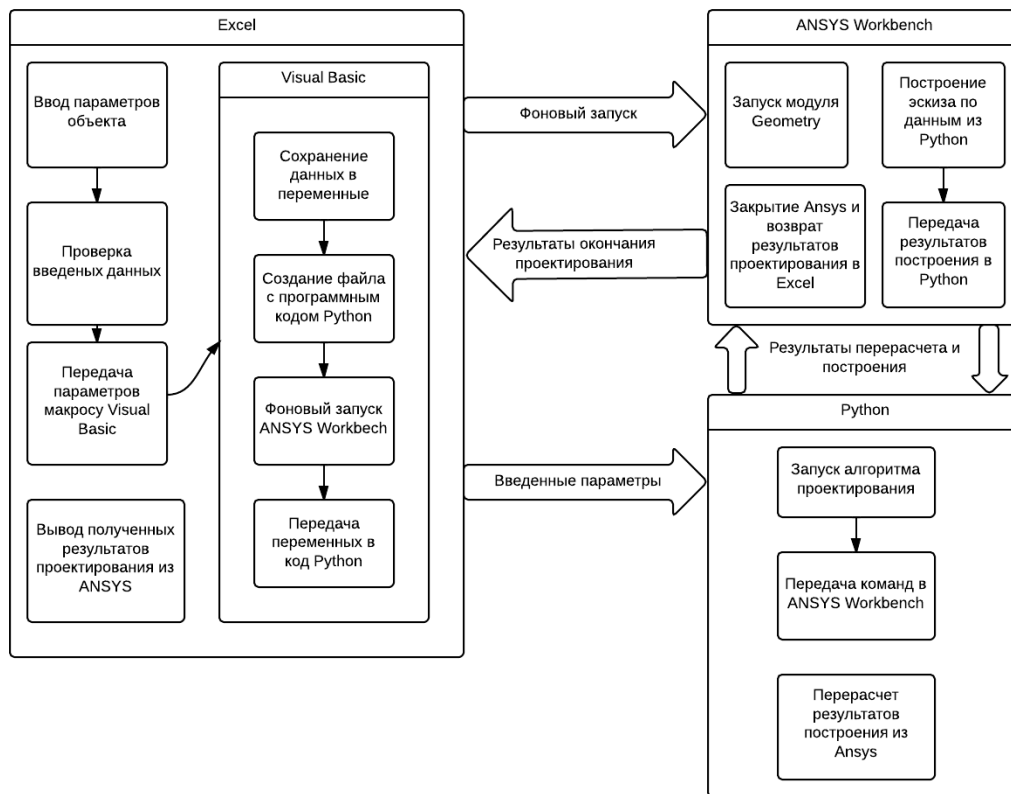 Excel
Ввод параметров
объекта
Проверка
введеных данных
Передача
параметров
макросу Visual
Basic
Вывод полученных
результатов
проектирования из
ANSYS
Visual Basic
Сохранение
данных в
переменные
Создание файла
с программным
кодом Python
Фоновый запуск
ANSYS Workbech
Передача
переменных в
код Python
Фоновый запуск
Результаты окончания
проектирования
Введенные параметры
ANSYS Workbench
Запуск модуля
Geometry
Построение
эскиза по
данным из
Python
Закрытие Ansys и
возврат
результатов
проектирования в
Excel
Передача
результатов
построения в
Python
Результаты перерасчета и
построения
Python
Запуск алгоритма
проектирования
Передача команд в
ANSYS Workbench
Перерасчет
результатов
построения из
Ansys